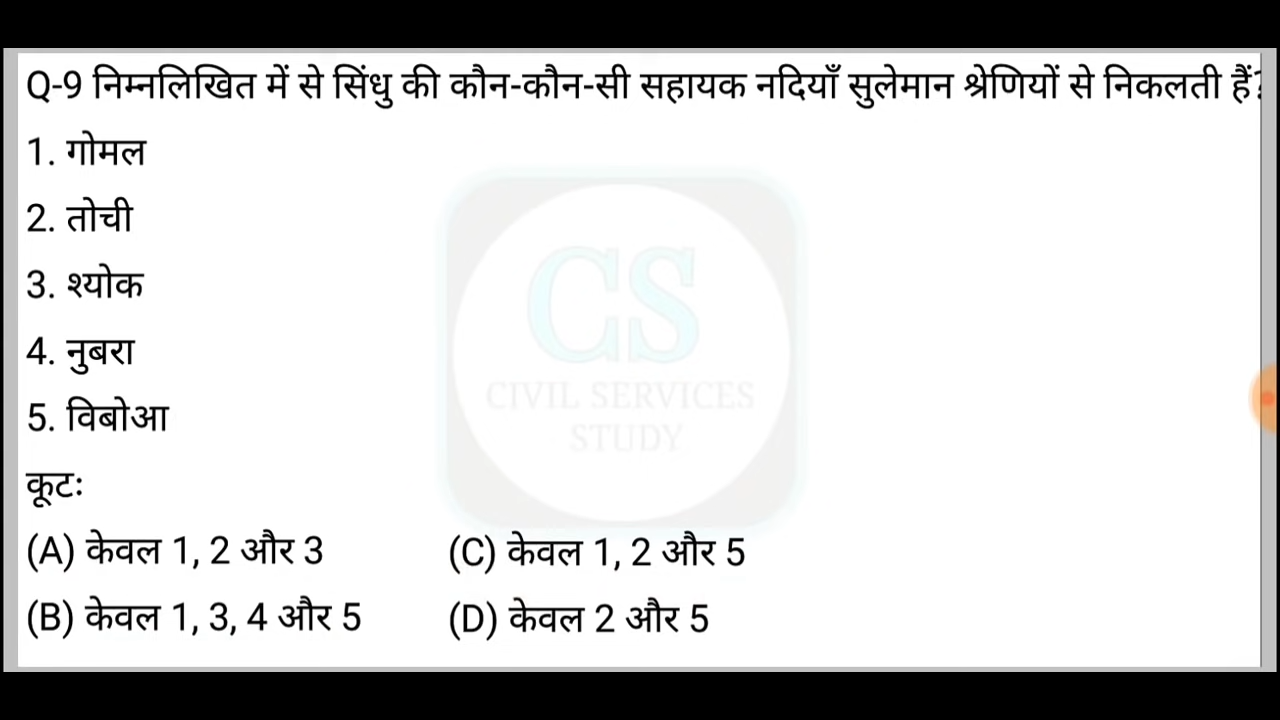 Q-9 निम्नलिखित में से सिंधु की कौन-कौन-सी सहायक नदियाँ सुलेमान श्रेणियों से निकलती हैं?
1. गोमल
2. तोची
3. श्योक
4. नुबरा
5. विबोआ
CS
CIVIL SERVICES
STUDY
कूटः
(A) केवल 1, 2 और 3 (C) केवल 1, 2 और 5
(B) केवल 1, 3, 4 और 5 (D) केवल 2 और 5